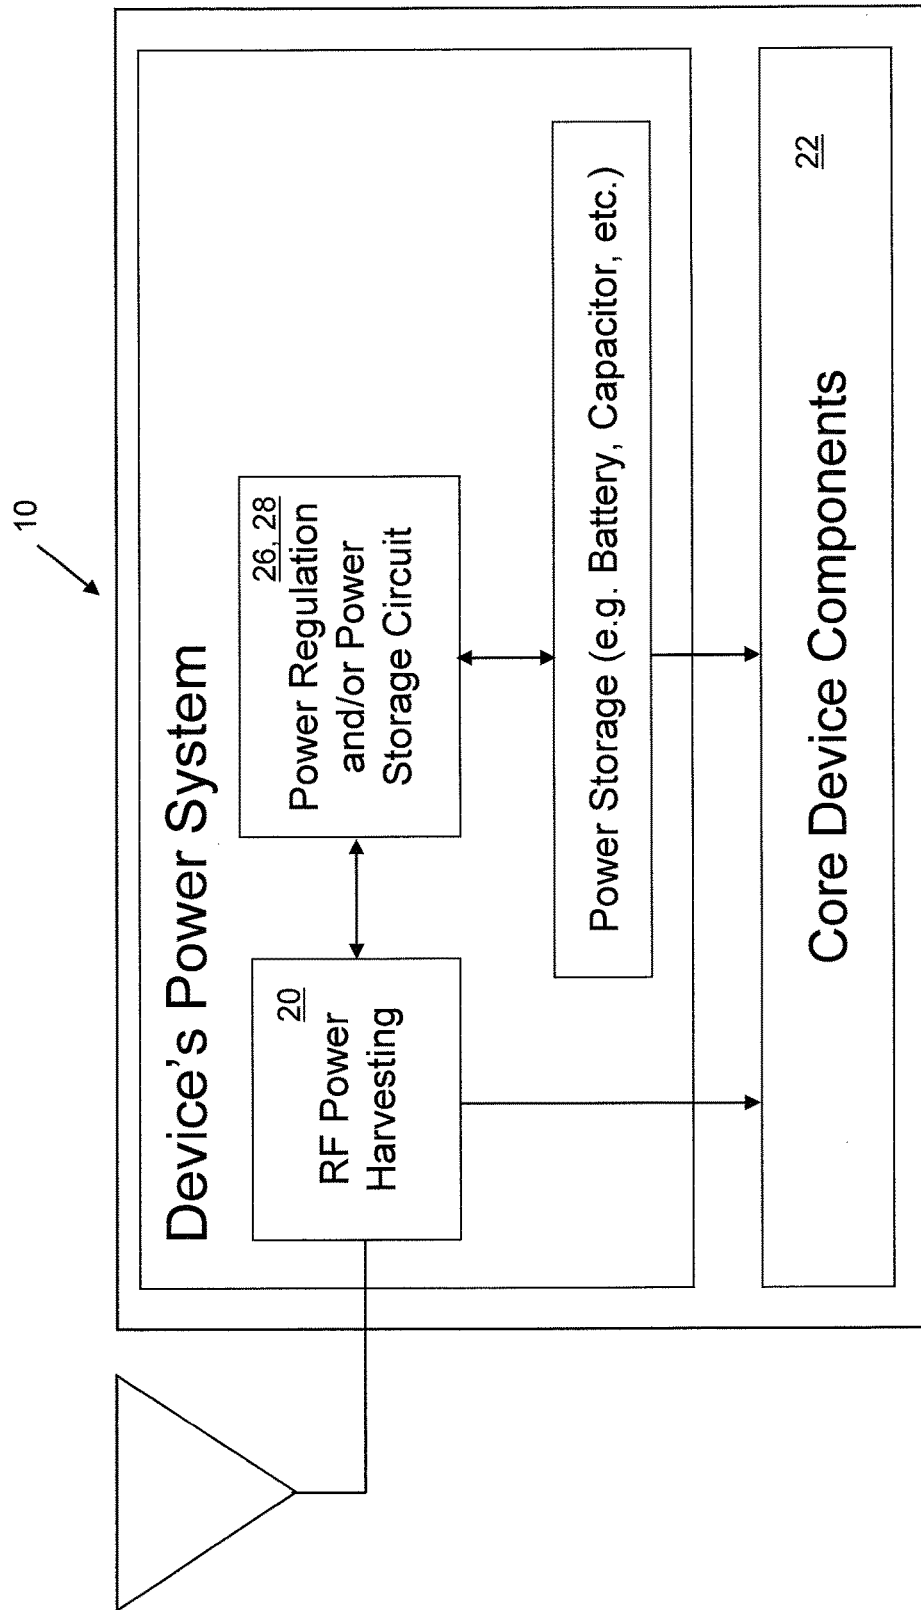 10
Device's Power System
20
RF Power
Harvesting
26, 28
Power Regulation
and/or Power
Storage Circuit
Power Storage (e.g. Battery, Capacitor, etc.)
22
Core Device Components